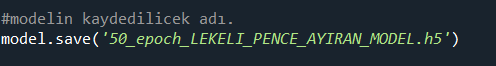 #modelin kaydedilicek adı.
model.save('50_epoch_LEKELI_PENCE_AYIRAN_MODEL.h5')